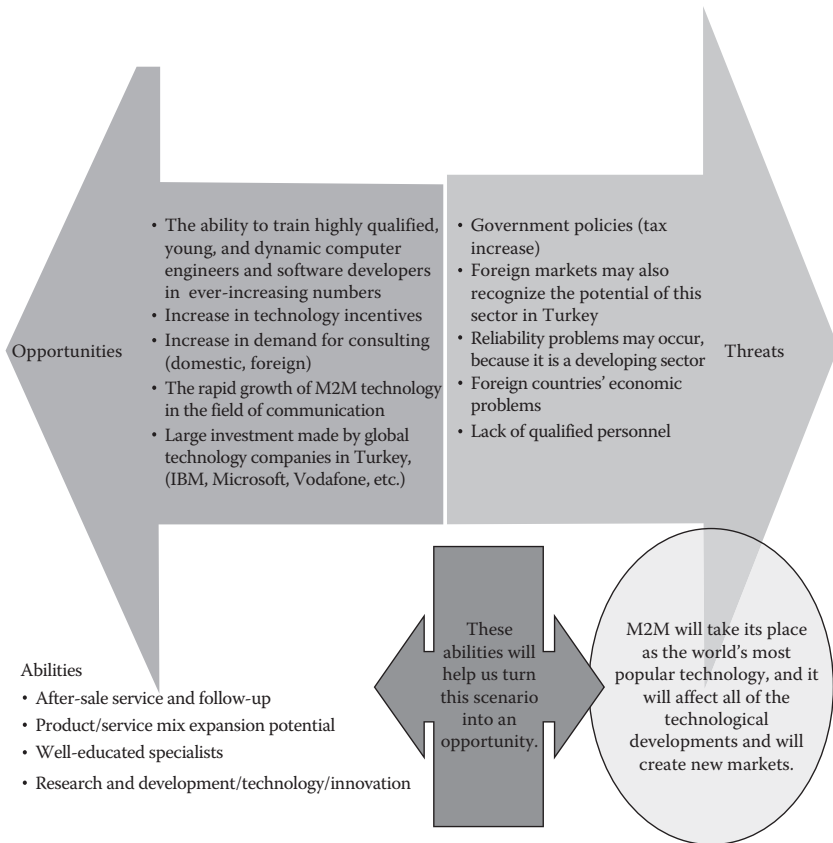 Opportunities
• The ability to train highly qualified,
young, and dynamic computer
engineers and software developers
in ever-increasing numbers
• Increase in technology incentives
• Increase in demand for consulting
(domestic, foreign)
• The rapid growth of M2M technology
in the field of communication
• Large investment made by global
technology companies in Turkey,
(IBM, Microsoft, Vodafone, etc.)
• Government policies (tax
increase)
• Foreign markets may also
recognize the potential of this
sector in Turkey
• Reliability problems may occur,
because it is a developing sector
• Foreign countries' economic
problems
• Lack of qualified personnel
Threats
Abilities
• After-sale service and follow-up
• Product/service mix expansion potential
• Well-educated specialists
• Research and development/technology/innovation
These
abilities will
help us turn
this scenario
into an
opportunity.
M2M will take its place
as the world's most
popular technology, and it
will affect all of the
technological
developments and will
create new markets.